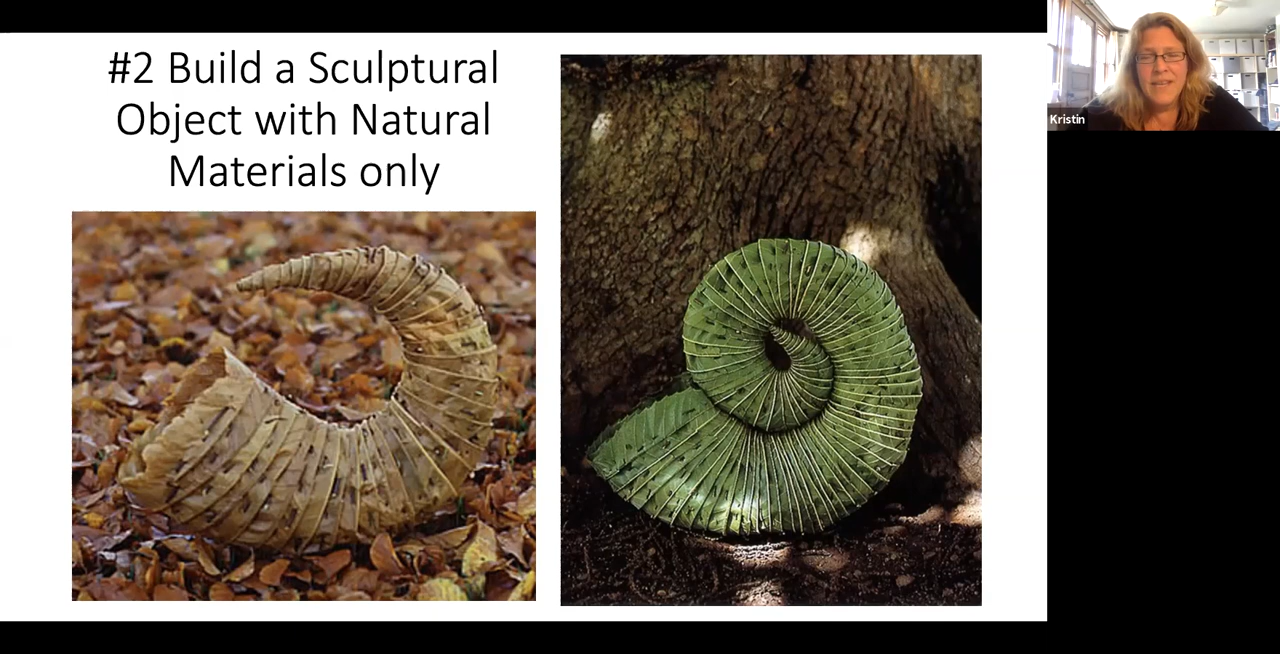 #2 Build a Sculptural
Object with Natural
Materials only
Kristin